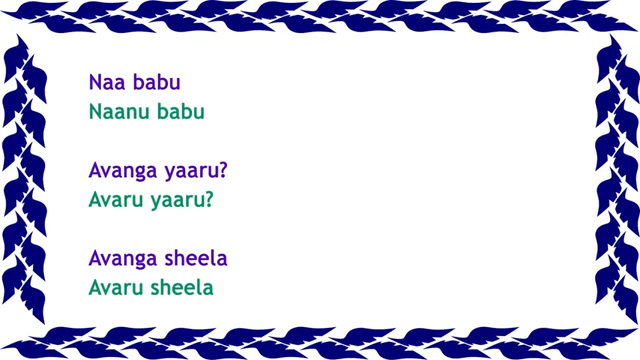 Naa babu
Naanu babu
Avanga yaaru?
Avaru yaaru?
Avanga sheela
Avaru sheela